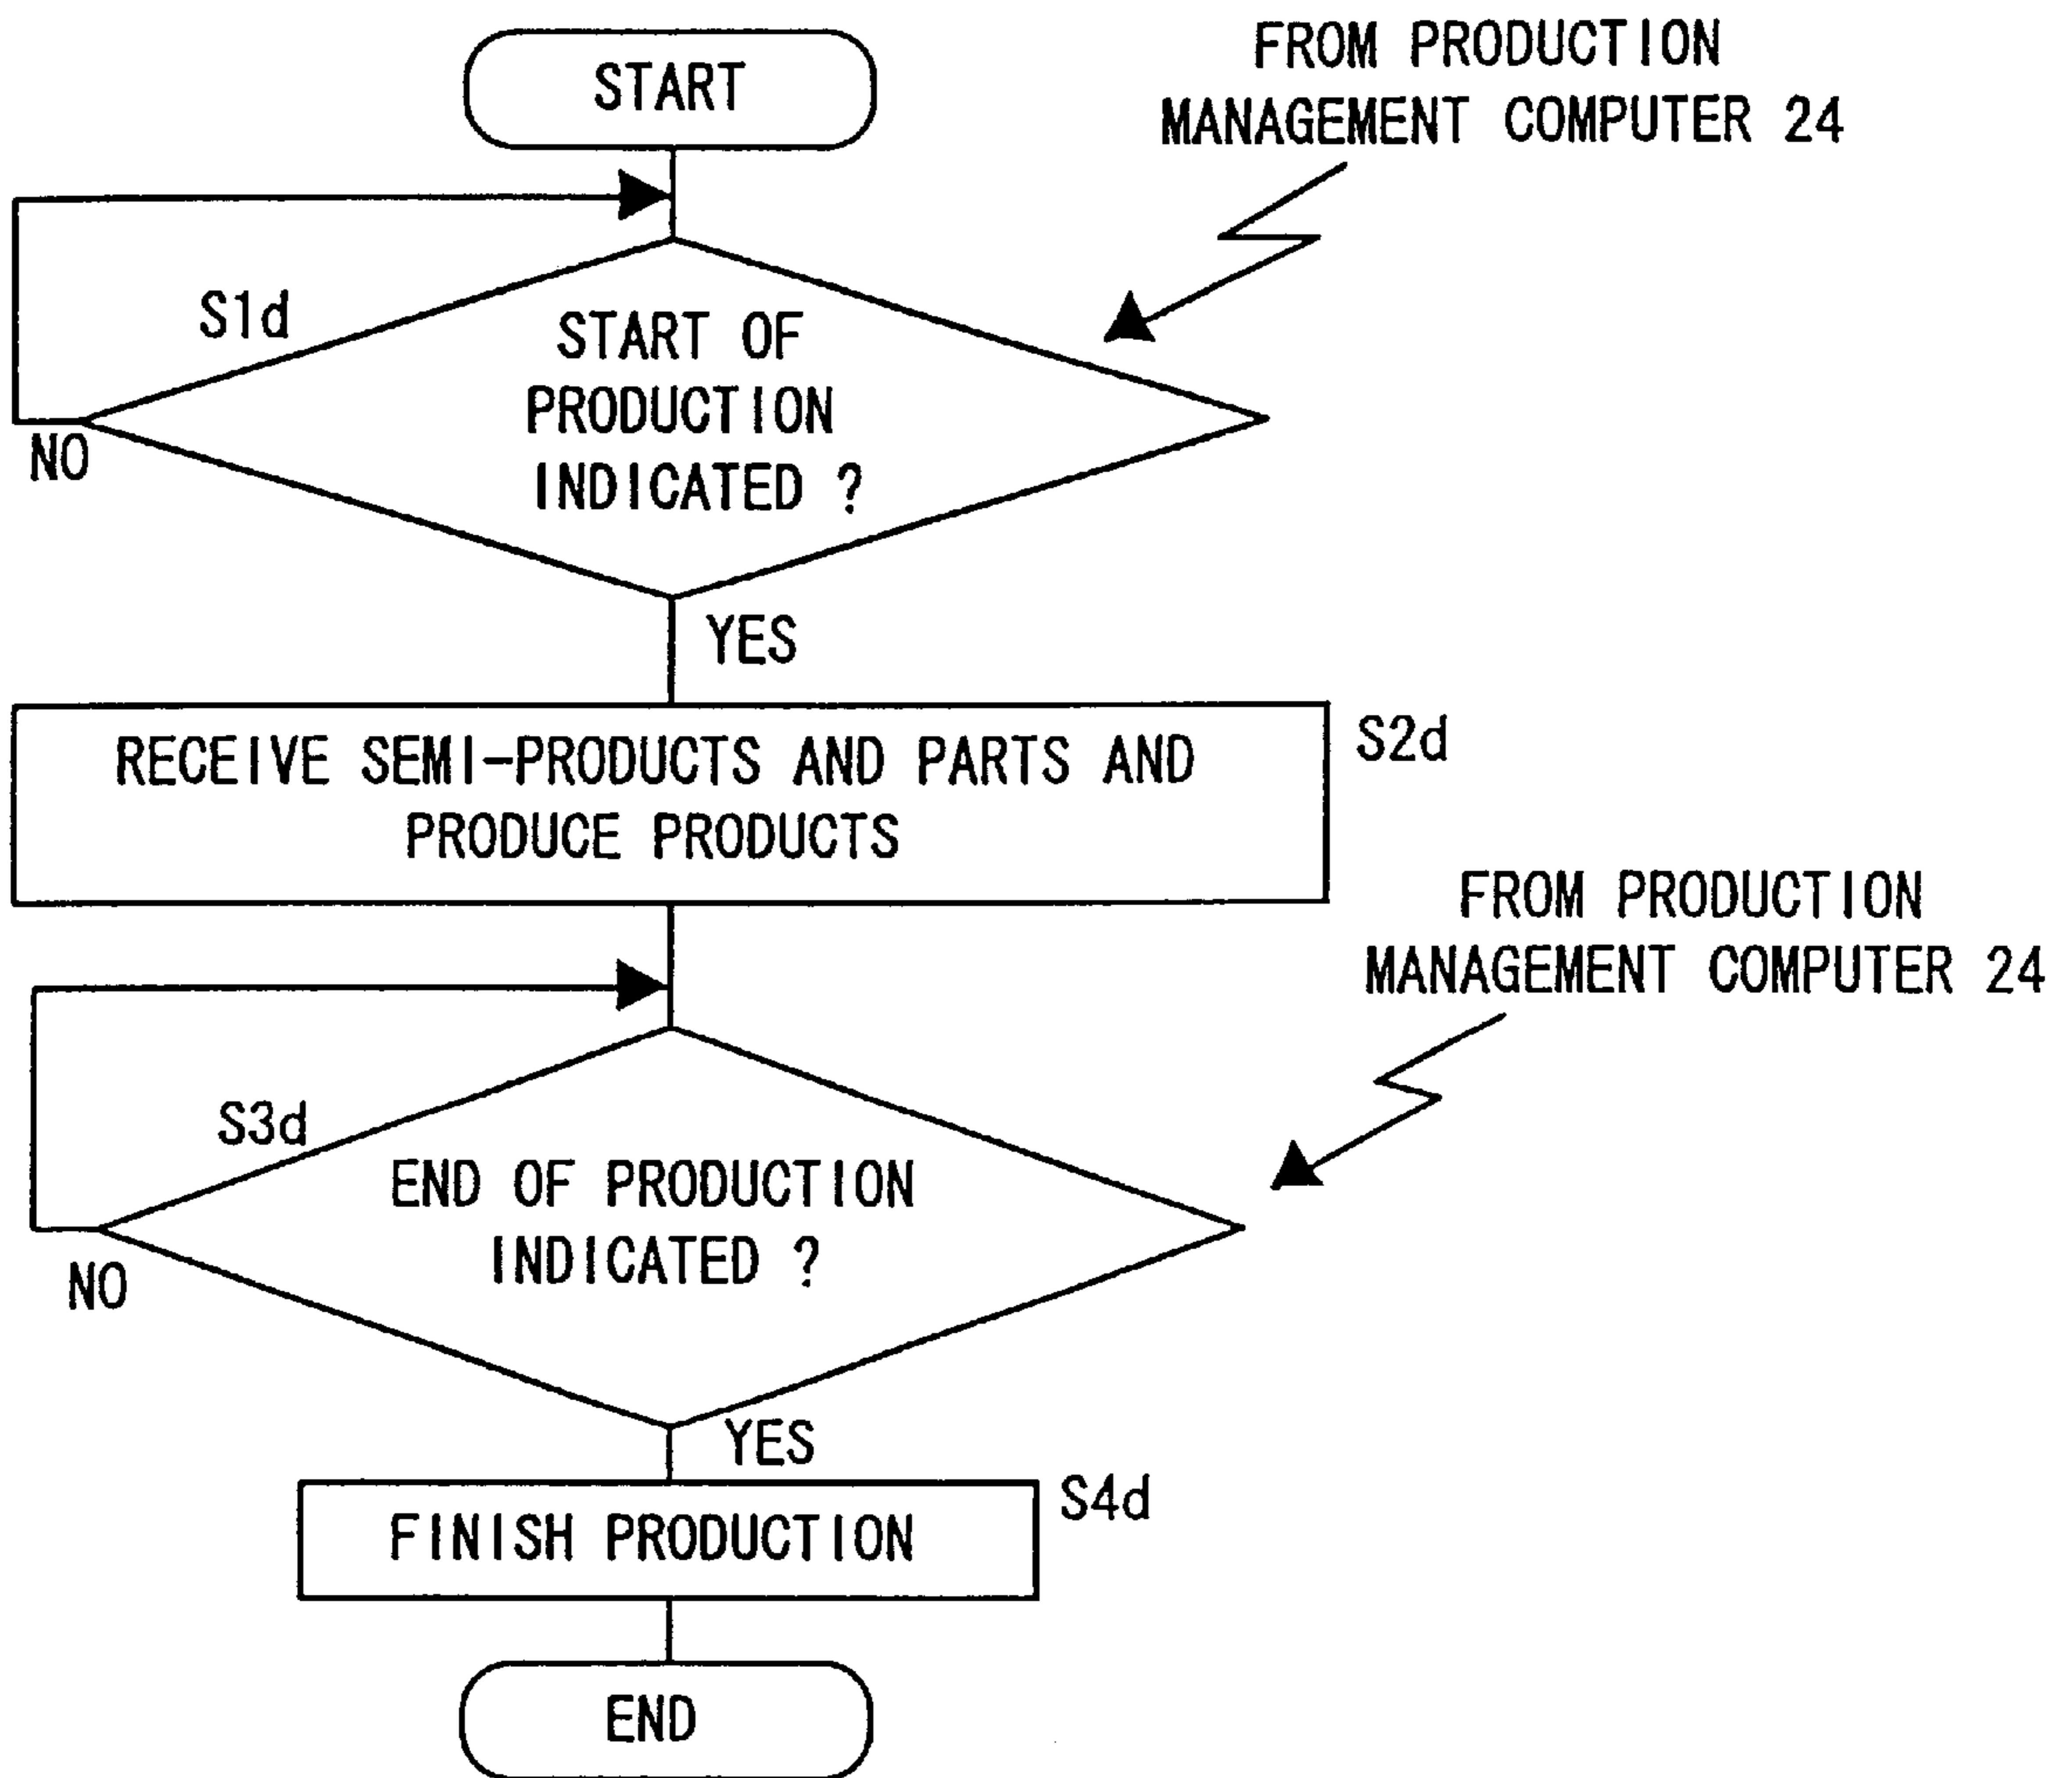 START
FROM PRODUCTION
MANAGEMENT COMPUTER 24
S1d
START OF
PRODUCTION
INDICATED ?
NO
YES
RECEIVE SEMI-PRODUCTS AND PARTS AND
PRODUCE PRODUCTS
S2d
FROM PRODUCTION
MANAGEMENT COMPUTER 24
S3d
END OF PRODUCTION
INDICATED ?
NO
YES
FINISH PRODUCTION
S4d
END